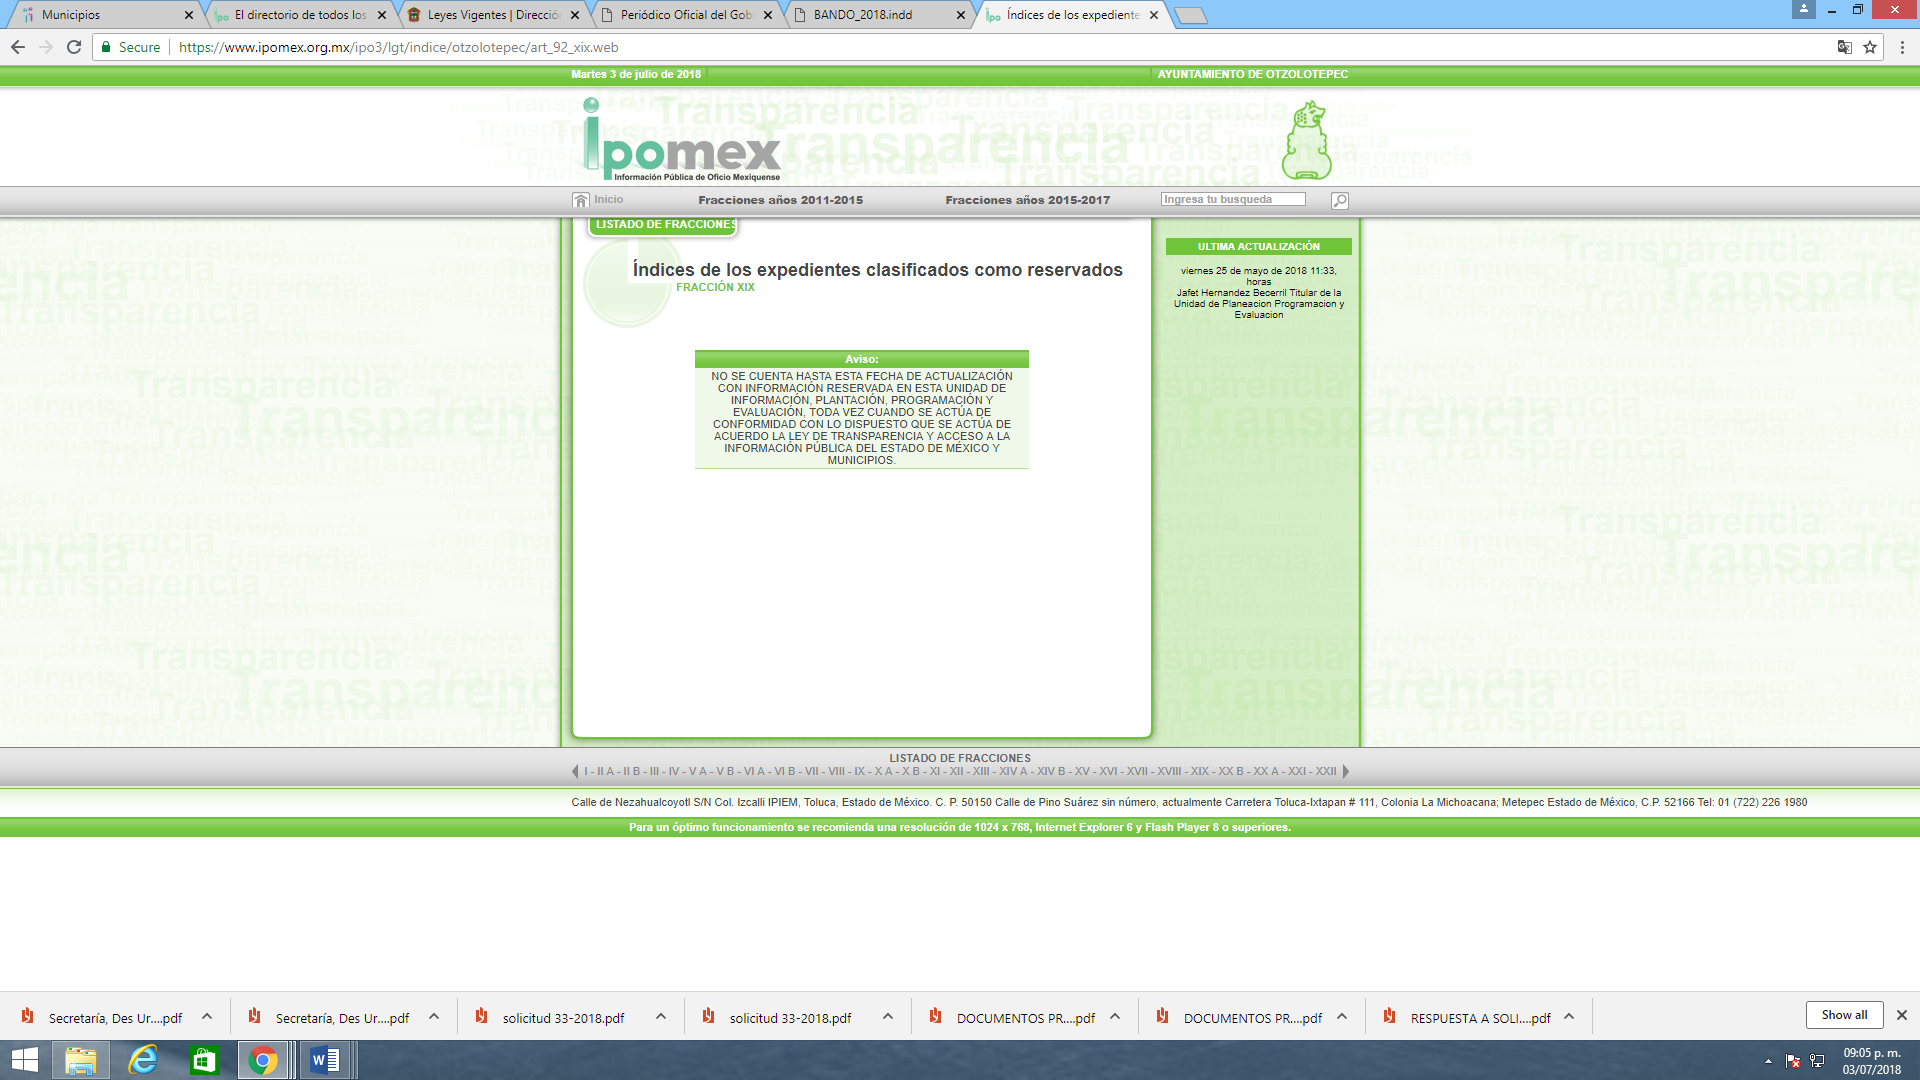 Municipios
El directorio de todos los
Leyes Vigentes | Direcció
Periódico Oficial del Gob
BANDO_2018.indd
Índices de los expediente
Secure | https://www.ipomex.org.mx/ipo3/lgt/indice/otzolotepec/art_92_xix.web
Martes 3 de julio de 2018
AYUNTAMIENTO DE OTZOLOTEPEC
Transparencia
ipomex
Información Pública de Oficio Mexiquense
Inicio
Fracciones años 2011-2015
Fracciones años 2015-2017
Ingresa tu busqueda
LISTADO DE FRACCIONES
Índices de los expedientes clasificados como reservados
FRACCIÓN XIX
ULTIMA ACTUALIZACIÓN
viernes 25 de mayo de 2018 11:33,
horas
Jafet Hernandez Becerril Titular de la
Unidad de Planeacion Programacion y
Evaluacion
Aviso:
NO SE CUENTA HASTA ESTA FECHA DE ACTUALIZACIÓN
CON INFORMACIÓN RESERVADA EN ESTA UNIDAD DE
INFORMACIÓN, PLANTACIÓN, PROGRAMACIÓN Y
EVALUACIÓN, TODA VEZ CUANDO SE ACTÚA DE
CONFORMIDAD CON LO DISPUESTO QUE SE ACTÚA DE
ACUERDO LA LEY DE TRANSPARENCIA Y ACCESO A LA
INFORMACIÓN PÚBLICA DEL ESTADO DE MÉXICO Y
MUNICIPIOS.
LISTADO DE FRACCIONES
I - II A - II B - III - IV - V A - V B - VI A - VI B - VII - VIII - IX - X A - X B - XI - XII - XIII - XIV A - XIV B - XV - XVI - XVII - XVIII - XIX - XX B - XX A - XXI - XXII
Calle de Nezahualcoyotl S/N Col. Izcalli IPIEM, Toluca, Estado de México. C. P. 50150 Calle de Pino Suárez sin número, actualmente Carretera Toluca-Ixtapan # 111, Colonia La Michoacana; Metepec Estado de México, C.P. 52166 Tel: 01 (722) 226 1980
Para un óptimo funcionamiento se recomienda una resolución de 1024 x 768, Internet Explorer 6 y Flash Player 8 o superiores.
Secretaría, Des Ur....pdf
Secretaría, Des Ur....pdf
solicitud 33-2018.pdf
solicitud 33-2018.pdf
DOCUMENTOS PR....pdf
DOCUMENTOS PR....pdf
RESPUESTA A SOLI....pdf
Show all
09:05 p. m.
03/07/2018